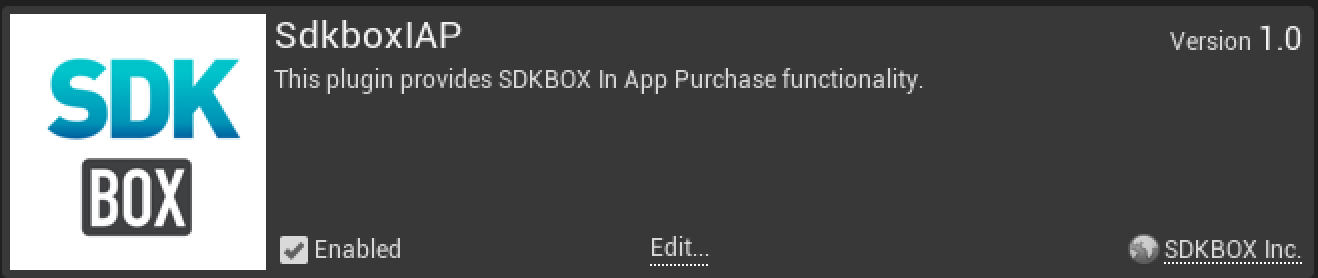 SDK
BOX
SdkboxIAP
Version 1.0
This plugin provides SDKBOX In App Purchase functionality.
Enabled
Edit...
SDKBOX Inc.